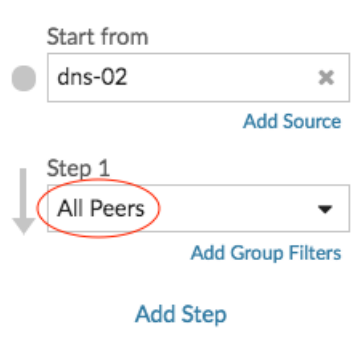 Start from
dns-02
Add Source
Step 1
All Peers
Add Group Filters
Add Step